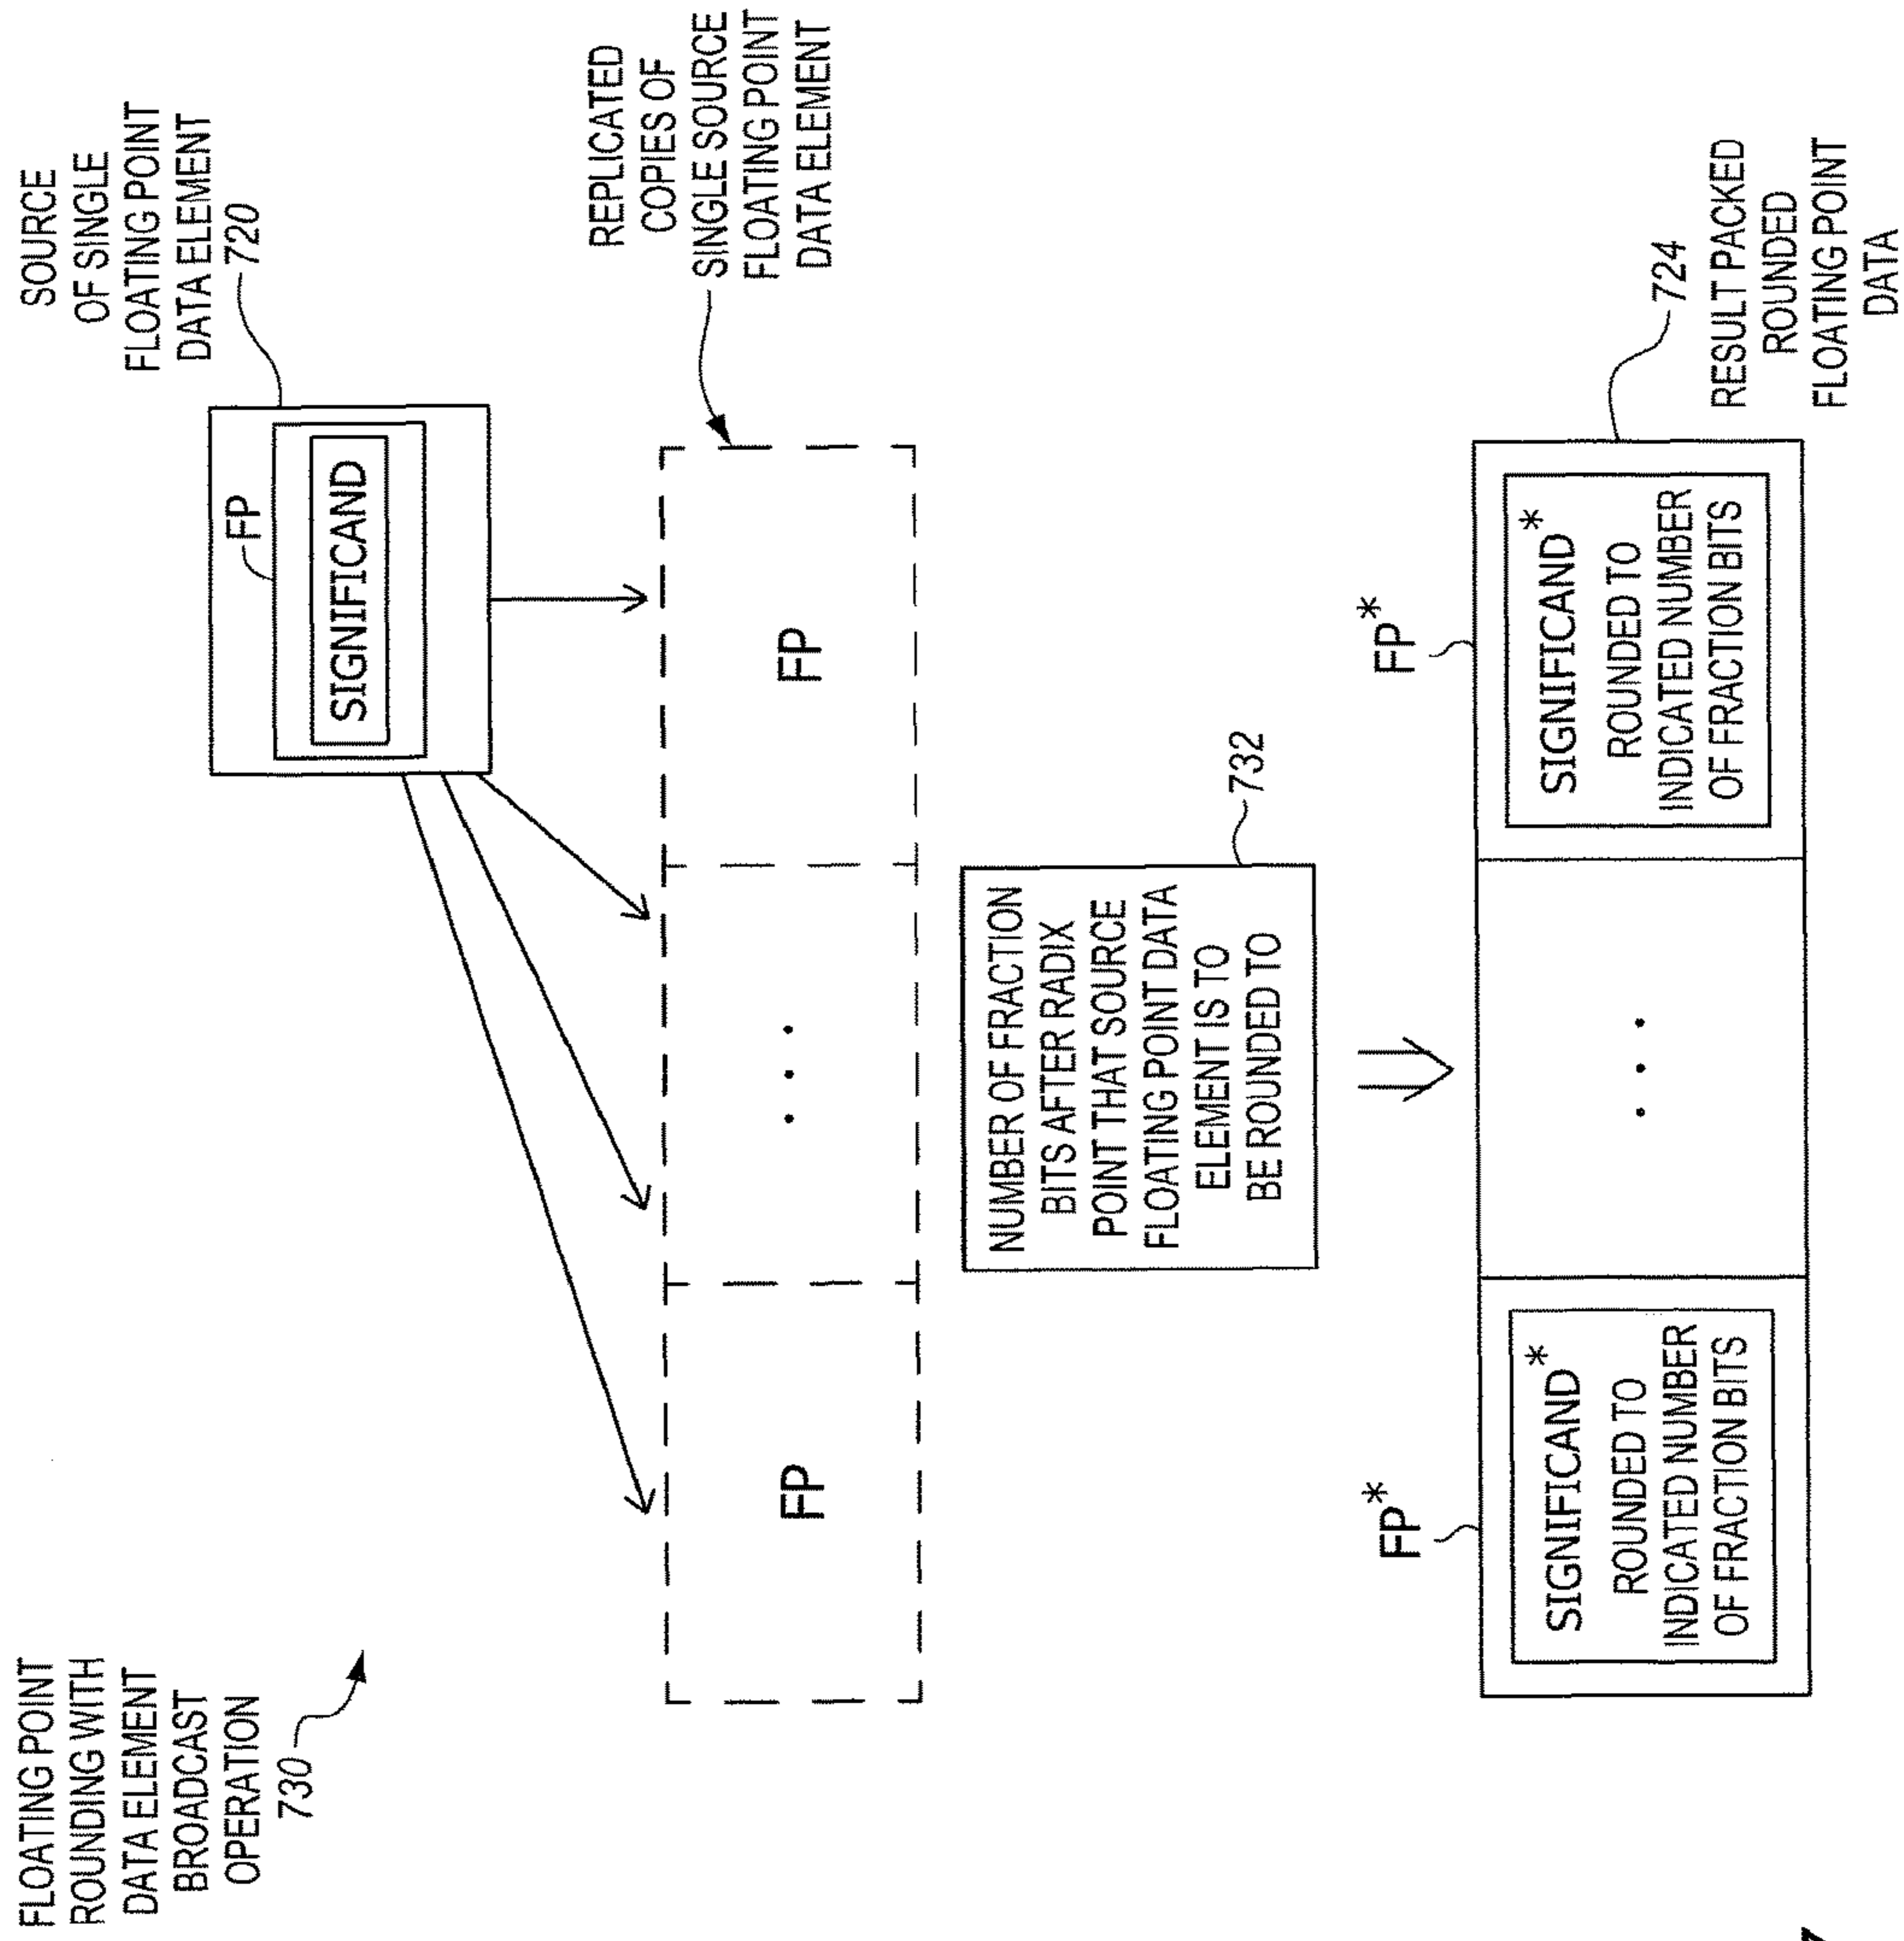 FLOATING POINT
ROUNDING WITH
DATA ELEMENT
BROADCAST
OPERATION
730
SOURCE
OF SINGLE
FLOATING POINT
DATA ELEMENT
720
FP
SIGNIFICAND
REPLICATED
COPIES OF
SINGLE SOURCE
FLOATING POINT
DATA ELEMENT
FP
• • •
FP
NUMBER OF FRACTION
BITS AFTER RADIX
POINT THAT SOURCE
FLOATING POINT DATA
ELEMENT IS TO
BE ROUNDED TO
732
FP*
SIGNIFICAND*
ROUNDED TO
INDICATED NUMBER
OF FRACTION BITS
• • •
FP*
SIGNIFICAND*
ROUNDED TO
INDICATED NUMBER
OF FRACTION BITS
724
RESULT PACKED
ROUNDED
FLOATING POINT
DATA